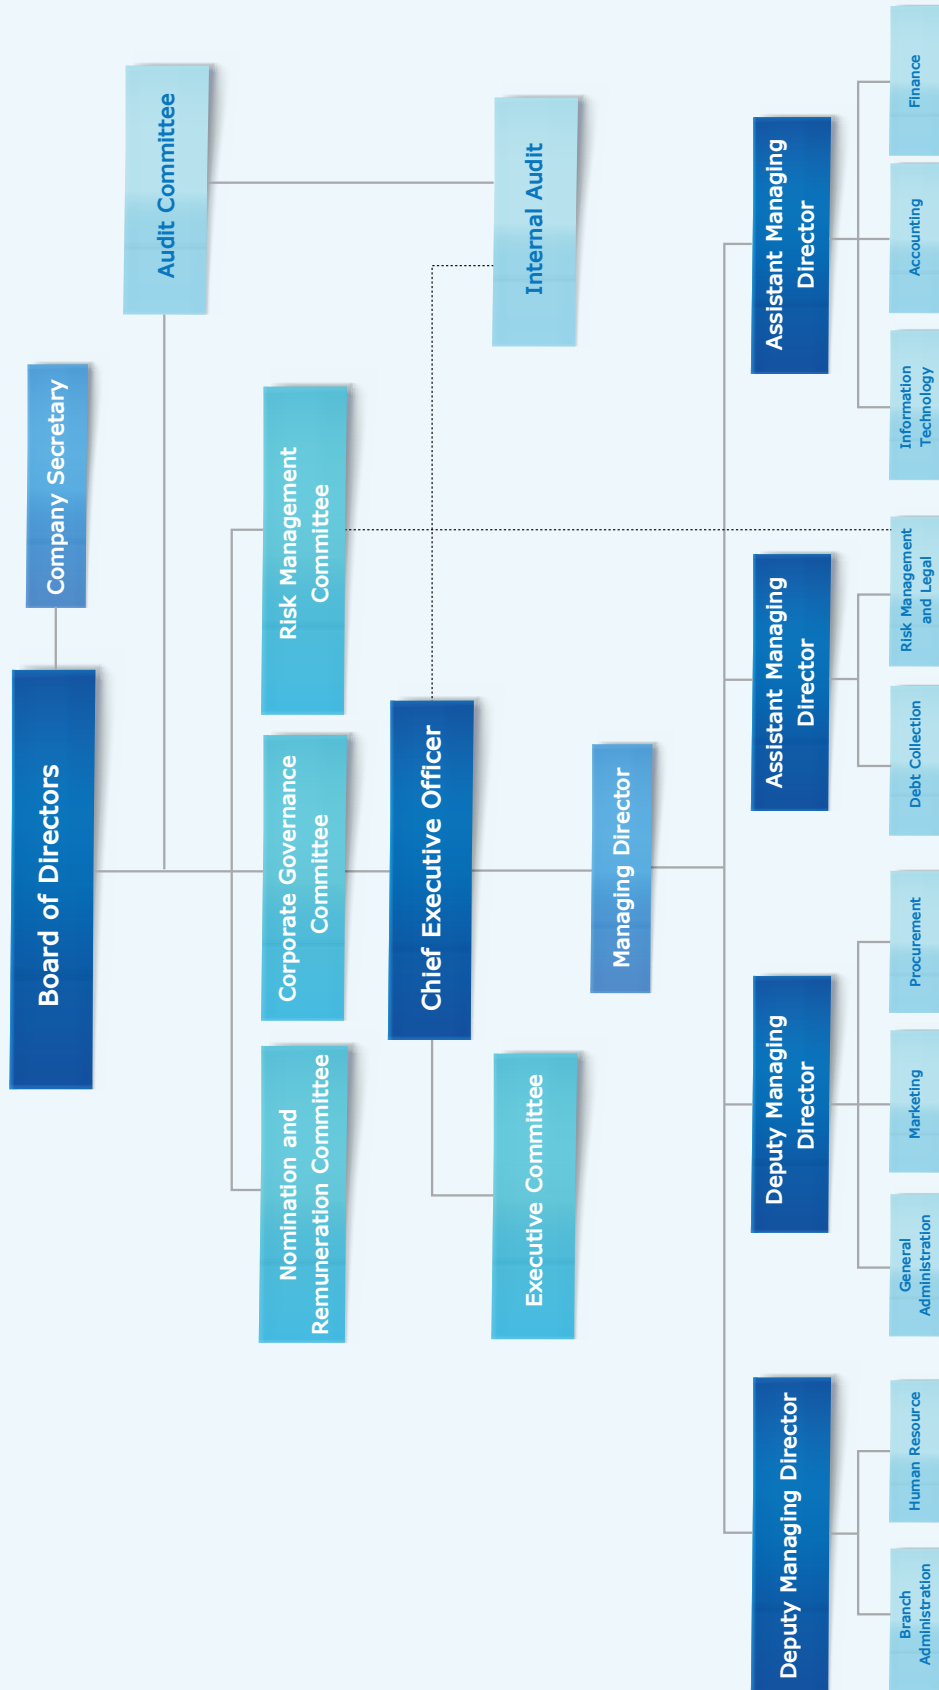 Board of Directors
Company Secretary
Audit Committee
Nomination and
Remuneration Committee
Corporate Governance
Committee
Risk Management
Committee
Chief Executive Officer
Executive Committee
Internal Audit
Managing Director
Deputy Managing Director
Deputy Managing
Director
Assistant Managing
Director
Assistant Managing
Director
Branch
Administration
Human Resource
General
Administration
Marketing
Procurement
Debt Collection
Risk Management
and Legal
Information
Technology
Accounting
Finance